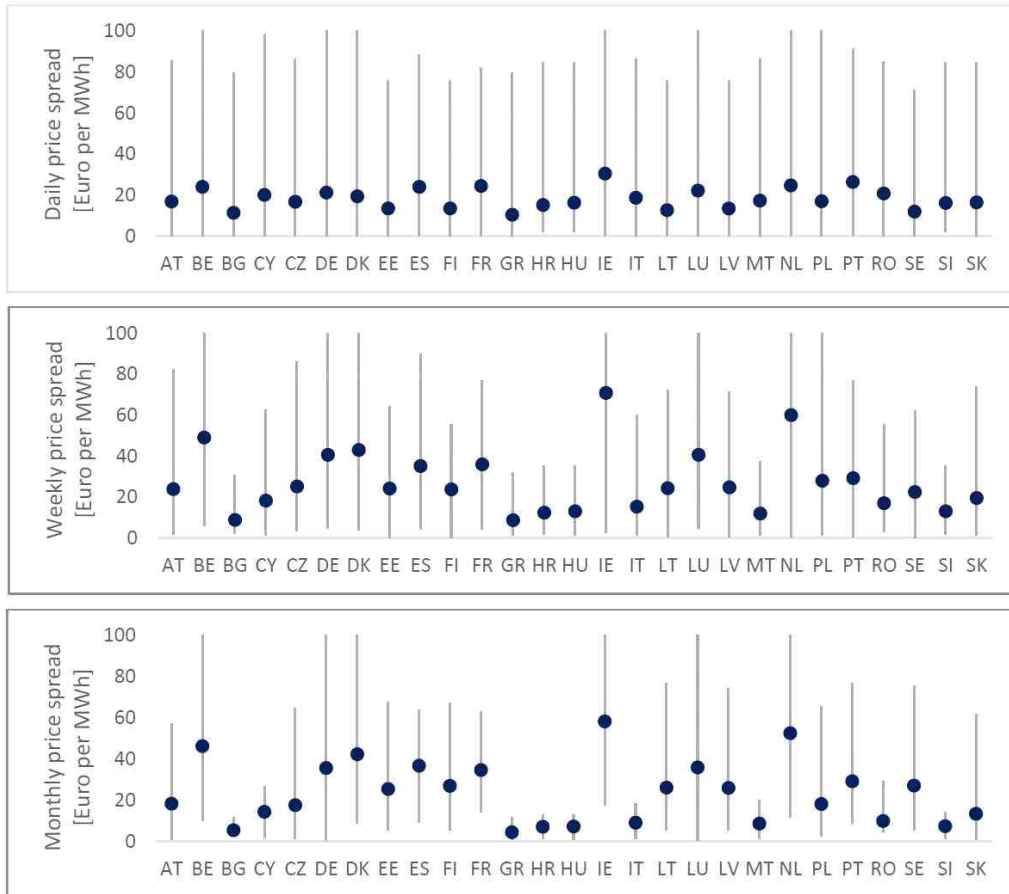 Daily price spread
[Euro per MWh]
100
80
60
40
20
0
AT BE BG CY CZ DE DK EE ES FI FR GR HR HU IE IT LT LU LV MT NL PL PT RO SE SI SK
Weekly price spread
[Euro per MWh]
100
80
60
40
20
0
AT BE BG CY CZ DE DK EE ES FI FR GR HR HU IE IT LT LU LV MT NL PL PT RO SE SI SK
Monthly price spread
[Euro per MWh]
100
80
60
40
20
0
AT BE BG CY CZ DE DK EE ES FI FR GR HR HU IE IT LT LU LV MT NL PL PT RO SE SI SK